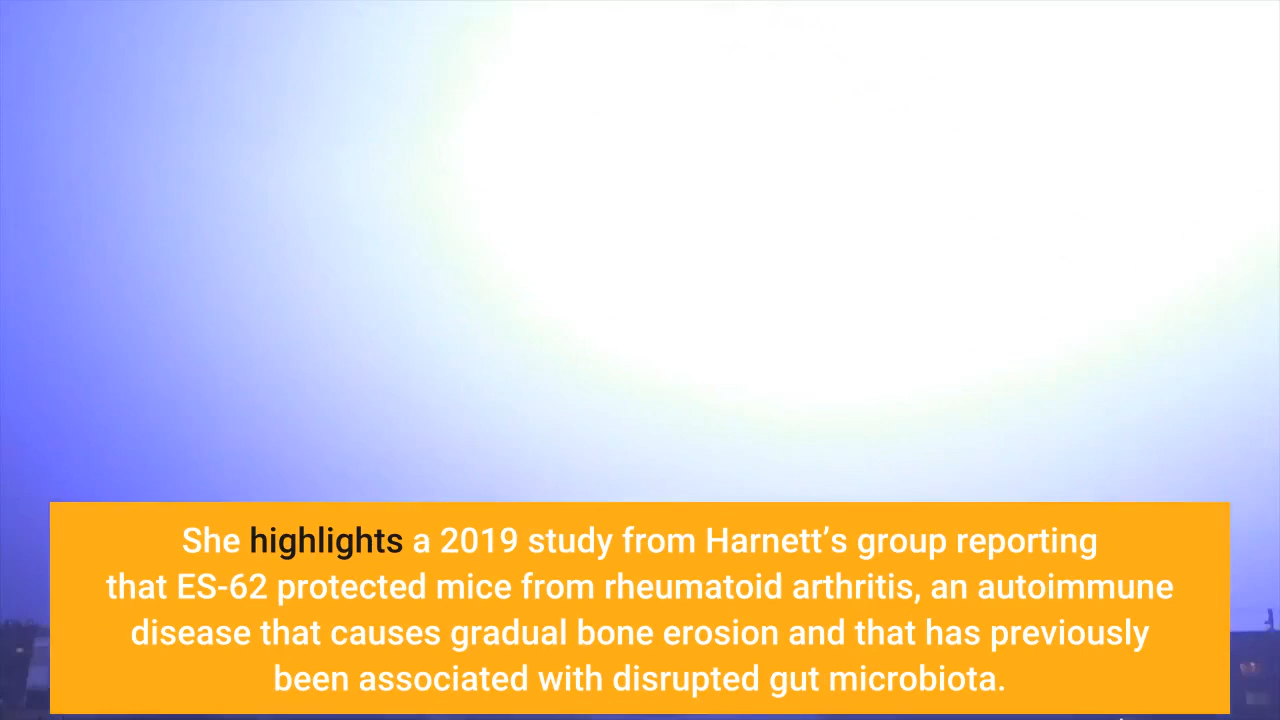 She highlights a 2019 study from Harnett’s group reporting
that ES-62 protected mice from rheumatoid arthritis, an autoimmune
disease that causes gradual bone erosion and that has previously
been associated with disrupted gut microbiota.